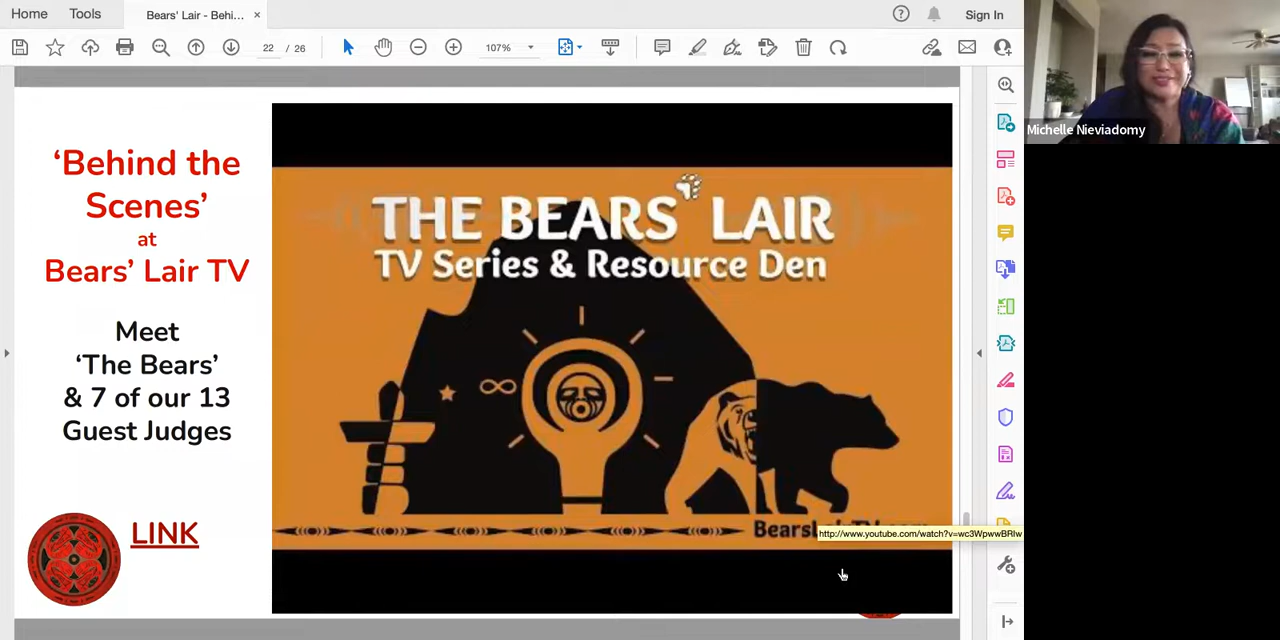 Home
Tools
Bears' Lair - Behi...
×
Sign In
22 / 26
107%
'Behind the
Scenes'
at
Bears' Lair TV
Meet
'The Bears'
& 7 of our 13
Guest Judges
LINK
THE BEARS' LAIR
TV Series & Resource Den
http://www.youtube.com/watch?v=wc3WpwwBRIw
Michelle Nieviadomy